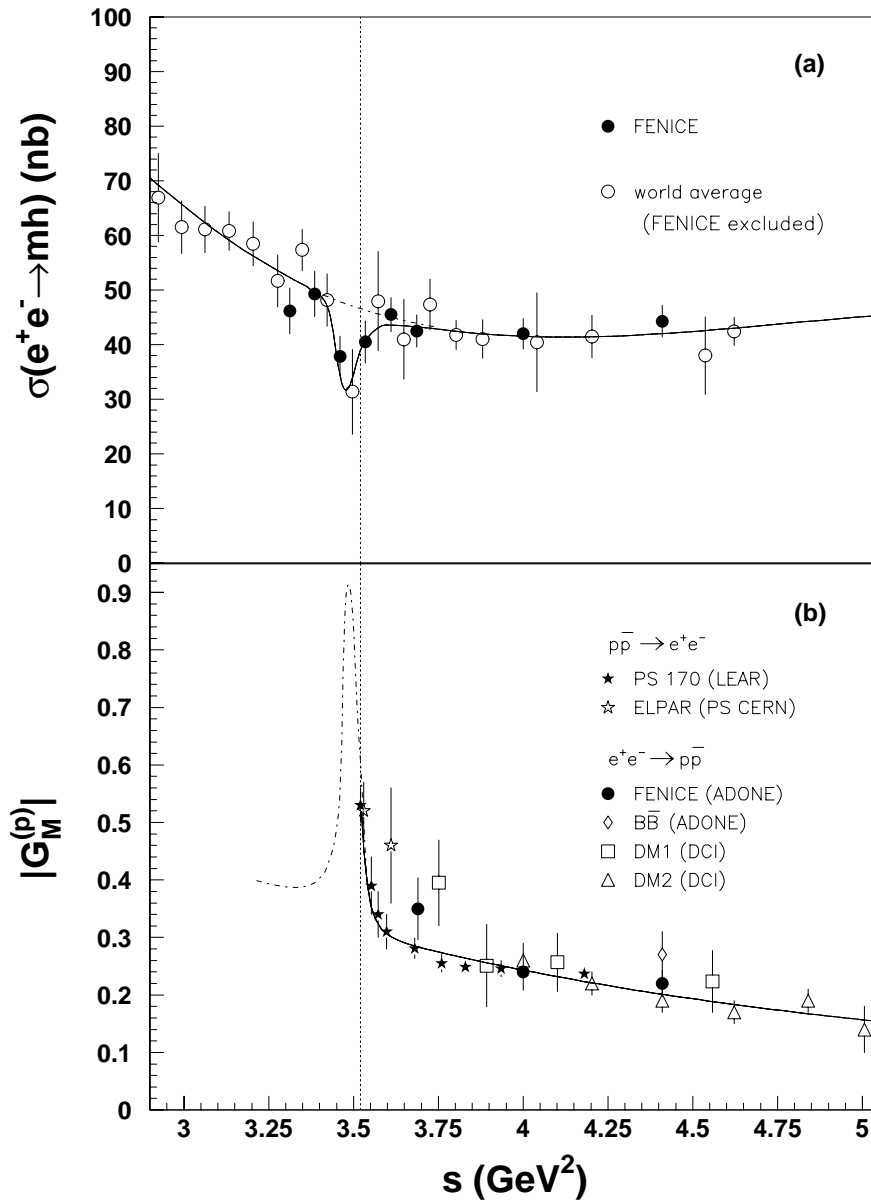 σ(e⁺e⁻→mh) (nb)
100
90
80
70
60
50
40
30
20
10
0
(a)
FENICE
world average
(FENICE excluded)
|G_M^(p)|
0.9
0.8
0.7
0.6
0.5
0.4
0.3
0.2
0.1
0
(b)
pp̅ → e⁺e⁻
PS 170 (LEAR)
ELPAR (PS CERN)
e⁺e⁻ → pp̅
FENICE (ADONE)
BB̅ (ADONE)
DM1 (DCI)
DM2 (DCI)
3 3.25 3.5 3.75 4 4.25 4.5 4.75 5
s (GeV²)